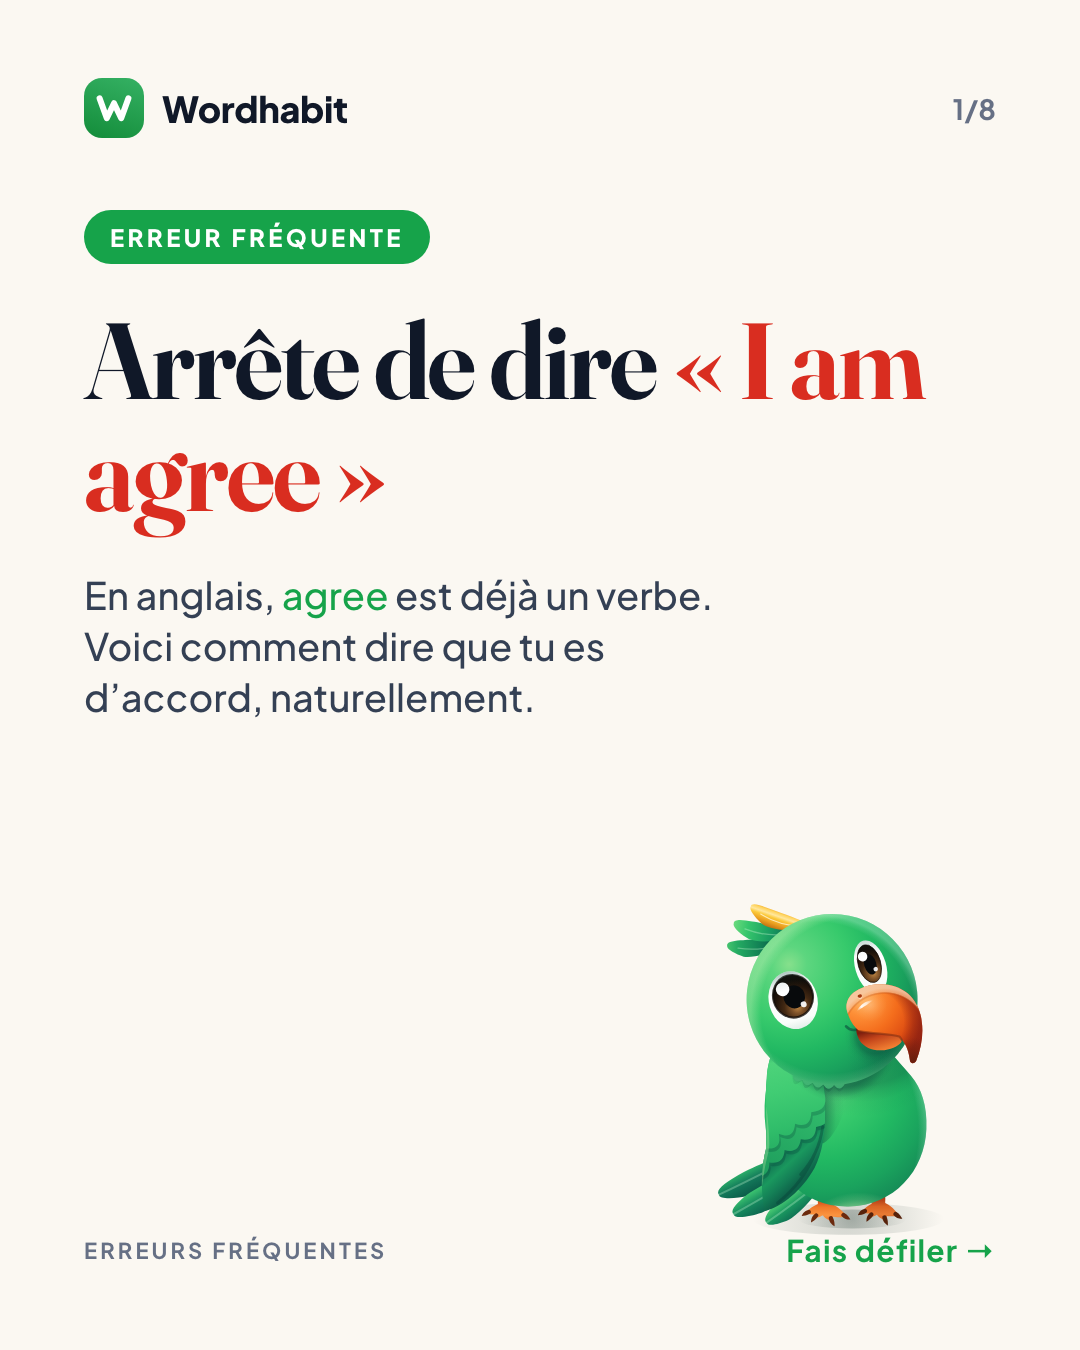 W Wordhabit
1/8
ERREUR FRÉQUENTE
Arrête de dire « I am
agree »
En anglais, agree est déjà un verbe.
Voici comment dire que tu es
d’accord, naturellement.
ERREURS FRÉQUENTES
Fais défiler →